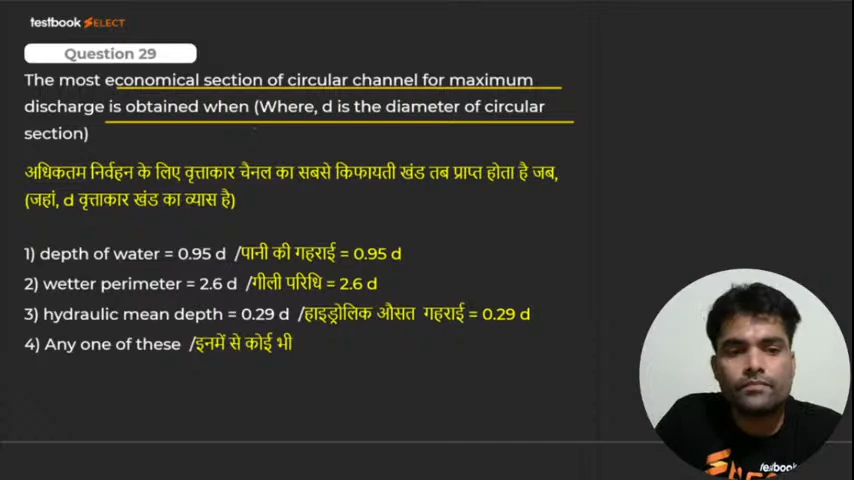 testbook SELECT
Question 29
The most economical section of circular channel for maximum
discharge is obtained when (Where, d is the diameter of circular
section)
अधिकतम निर्वहन के लिए वृत्ताकार चैनल का सबसे किफायती खंड तब प्राप्त होता है जब,
(जहां, d वृत्ताकार खंड का व्यास है)
1) depth of water = 0.95 d /पानी की गहराई = 0.95 d
2) wetter perimeter = 2.6 d /गीली परिधि = 2.6 d
3) hydraulic mean depth = 0.29 d /हाइड्रोलिक औसत गहराई = 0.29 d
4) Any one of these /इनमें से कोई भी
testbook